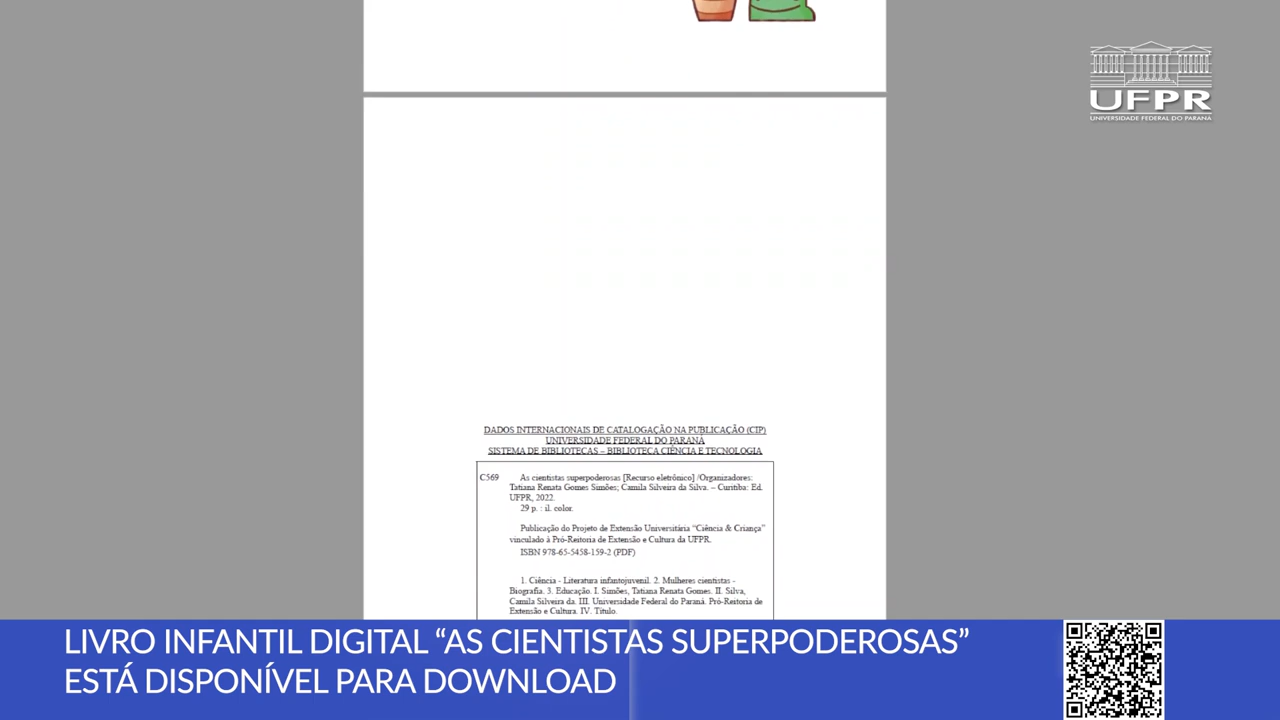 UFPR
UNIVERSIDADE FEDERAL DO PARANÁ
DADOS INTERNACIONAIS DE CATALOGAÇÃO NA PUBLICAÇÃO (CIP)
UNIVERSIDADE FEDERAL DO PARANÁ
SISTEMA DE BIBLIOTECAS – BIBLIOTECA CIÊNCIA E TECNOLOGIA
C569 As cientistas superpoderosas [Recurso eletrônico] /Organizadores:
Tatiana Renata Gomes Simões; Camila Silveira da Silva. – Curitiba: Ed.
UFPR, 2022.
29 p. : il. color.
Publicação do Projeto de Extensão Universitária “Ciência & Criança”
vinculado à Pró-Reitoria de Extensão e Cultura da UFPR.
ISBN 978-65-5458-159-2 (PDF)
1. Ciência - Literatura infantojuvenil. 2. Mulheres cientistas -
Biografia. 3. Educação. I. Simões, Tatiana Renata Gomes. II. Silva,
Camila Silveira da. III. Universidade Federal do Paraná. Pró-Reitoria de
Extensão e Cultura. IV. Título.
LIVRO INFANTIL DIGITAL “AS CIENTISTAS SUPERPODEROSAS”
ESTÁ DISPONÍVEL PARA DOWNLOAD